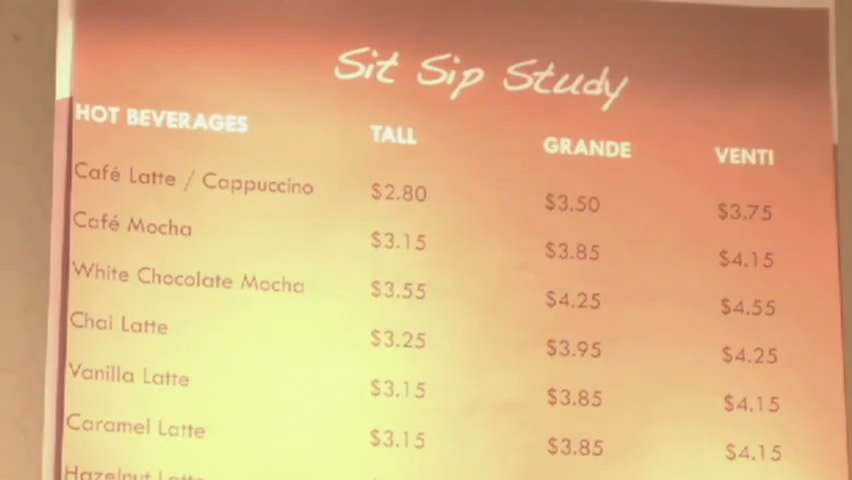 Sit Sip Study
HOT BEVERAGES TALL GRANDE VENTI
Café Latte / Cappuccino $2.80 $3.50 $3.75
Café Mocha $3.15 $3.85 $4.15
White Chocolate Mocha $3.55 $4.25 $4.55
Chai Latte $3.25 $3.95 $4.25
Vanilla Latte $3.15 $3.85 $4.15
Caramel Latte $3.15 $3.85 $4.15
Hazelnut Latte